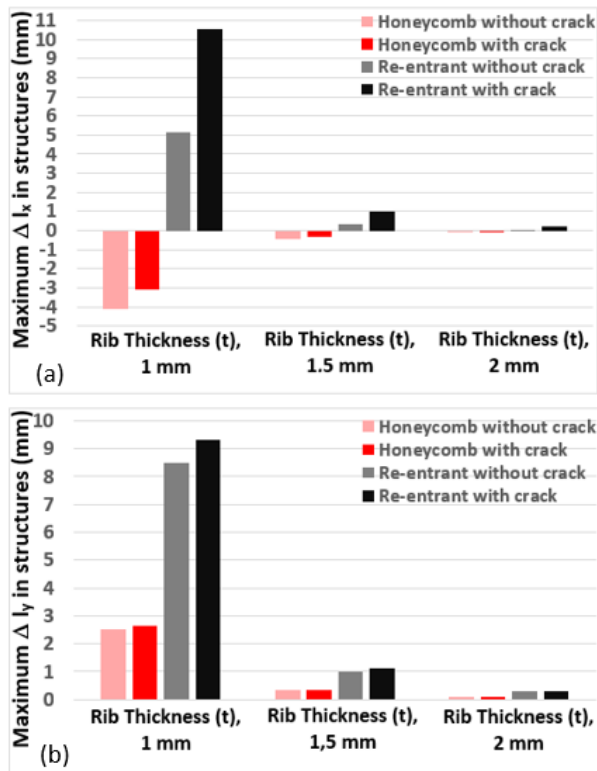 Maximum Δ lₓ in structures (mm)
11
10
9
8
7
6
5
4
3
2
1
0
-1
-2
-3
-4
-5
Honeycomb without crack
Honeycomb with crack
Re-entrant without crack
Re-entrant with crack
Rib Thickness (t), Rib Thickness (t), Rib Thickness (t),
1 mm 1.5 mm 2 mm
(a)
Maximum Δ lᵧ in structures (mm)
10
9
8
7
6
5
4
3
2
1
0
Honeycomb without crack
Honeycomb with crack
Re-entrant without crack
Re-entrant with crack
Rib Thickness (t), Rib Thickness (t), Rib Thickness (t),
1 mm 1,5 mm 2 mm
(b)